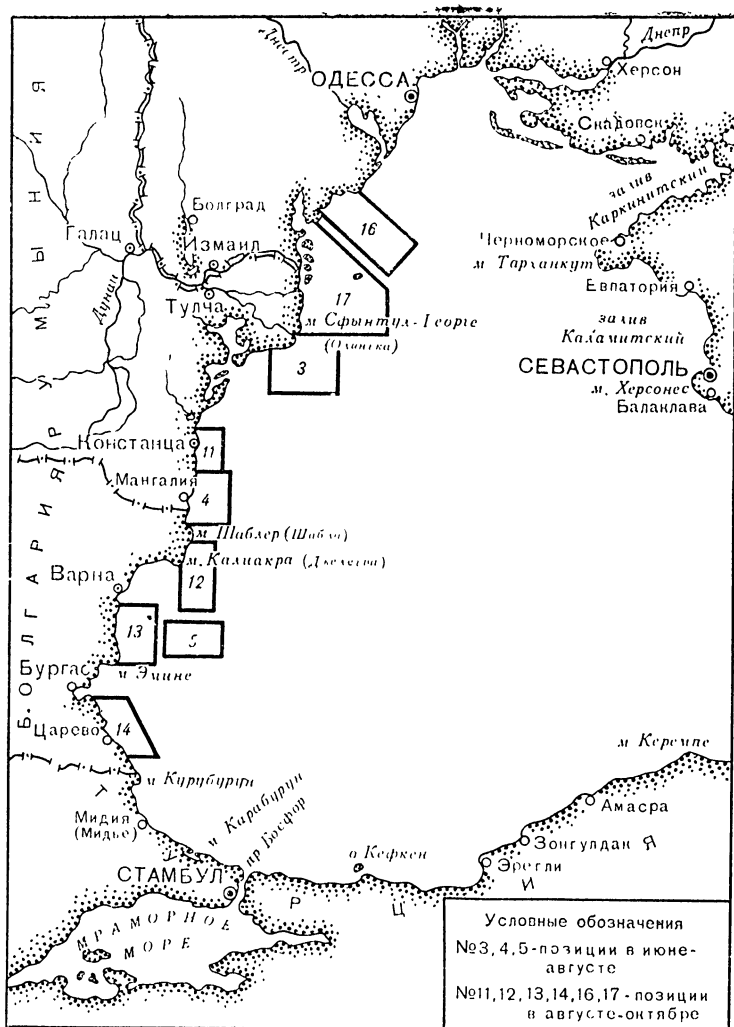 Днепр
Днестр
Херсон
ОДЕССА
Скадовск
залив
Каркинитский
РУМЫНИЯ
Болград
16
Черноморское
Галац
Измаил
м Тарханкут
Евпатория
Дунай
Тулча
17
м Сфынтул-Георге
залив
Каламитский
3
СЕВАСТОПОЛЬ
м. Херсонес
Балаклава
Констанца
11
Мангалия
4
м Шаблер (Шабла)
м. Калиакра
12
Варна
БОЛГАРИЯ
13
5
м Эмине
Бургас
14
Царево
м Керемпе
м Курубурун
Амасра
Мидия
(Мидье)
м Карабурун
пр Босфор
Зонгулдак
о Кефкен
Эрегли
СТАМБУЛ
ТУРЦИЯ
МРАМОРНОЕ
МОРЕ
Условные обозначения
№3, 4, 5-позиции в июне-
августе
№11, 12, 13, 14, 16, 17 - позиции
в августе-октябре